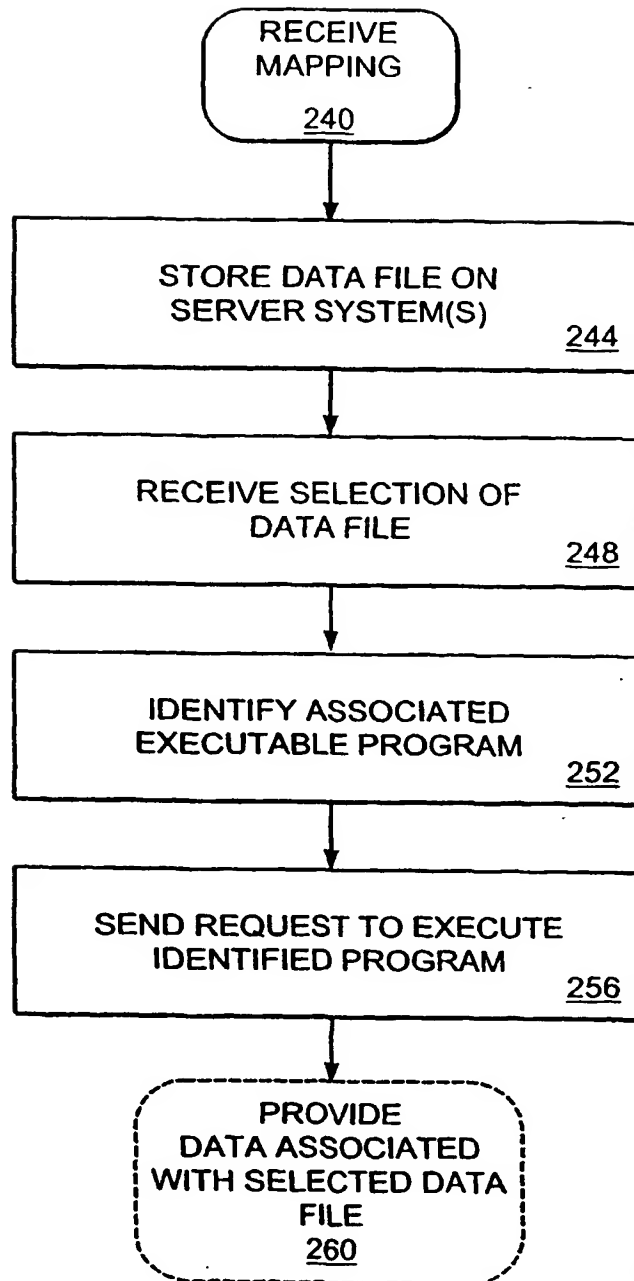 RECEIVE
MAPPING
240
STORE DATA FILE ON
SERVER SYSTEM(S)
244
RECEIVE SELECTION OF
DATA FILE
248
IDENTIFY ASSOCIATED
EXECUTABLE PROGRAM
252
SEND REQUEST TO EXECUTE
IDENTIFIED PROGRAM
256
PROVIDE
DATA ASSOCIATED
WITH SELECTED DATA
FILE
260